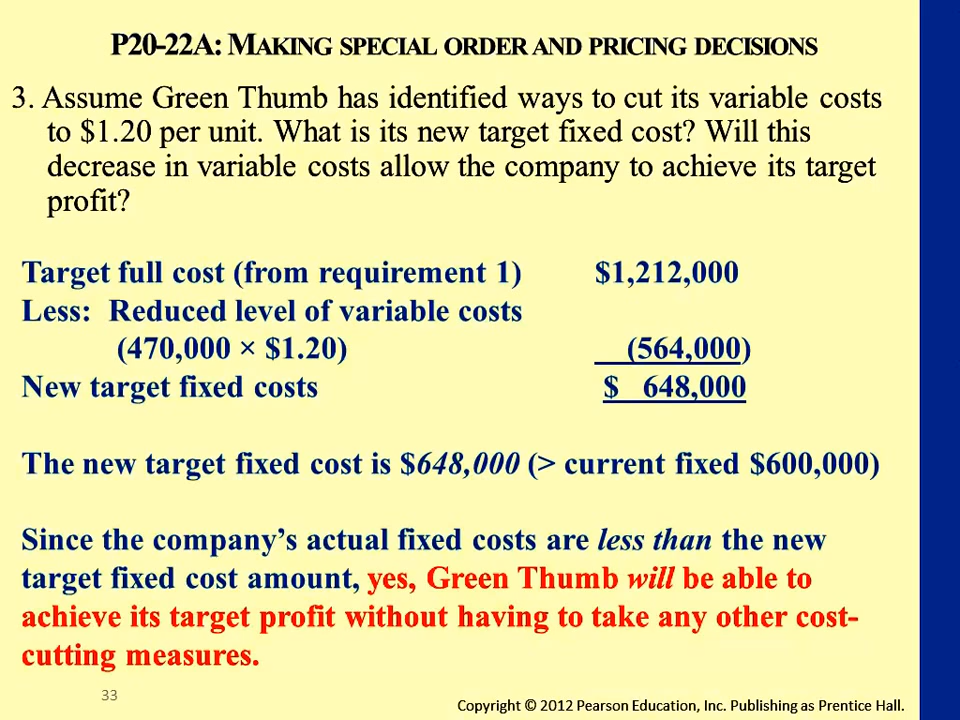 P20-22A: MAKING SPECIAL ORDER AND PRICING DECISIONS
3. Assume Green Thumb has identified ways to cut its variable costs
to $1.20 per unit. What is its new target fixed cost? Will this
decrease in variable costs allow the company to achieve its target
profit?
Target full cost (from requirement 1) $1,212,000
Less: Reduced level of variable costs
(470,000 × $1.20) (564,000)
New target fixed costs $ 648,000
The new target fixed cost is $648,000 (> current fixed $600,000)
Since the company’s actual fixed costs are less than the new
target fixed cost amount, yes, Green Thumb will be able to
achieve its target profit without having to take any other cost-
cutting measures.
33
Copyright © 2012 Pearson Education, Inc. Publishing as Prentice Hall.